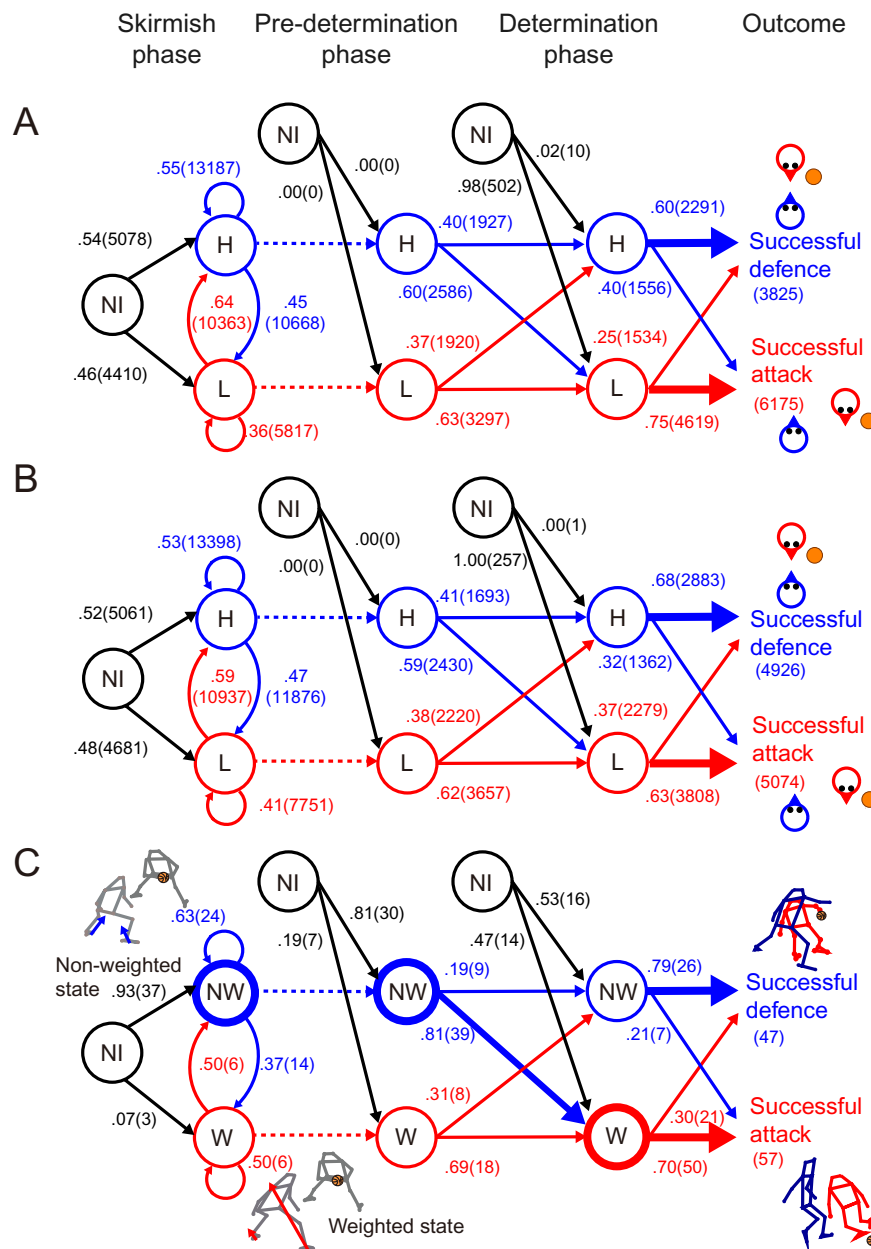 Skirmish phase
Pre-determination phase
Determination phase
Outcome
A
NI
NI
.02(10)
.55(13187)
.00(0)
.00(0)
.98(502)
.54(5078)
H
H
.40(1927)
H
.60(2291)
Successful defence
(3825)
NI
.64 (10363)
.45 (10668)
.60(2586)
.40(1556)
.37(1920)
.25(1534)
.46(4410)
L
L
L
Successful attack
(6175)
.36(5817)
.63(3297)
.75(4619)
B
NI
NI
.00(1)
.53(13398)
.00(0)
.00(0)
1.00(257)
.52(5061)
H
H
.41(1693)
H
.68(2883)
Successful defence
(4926)
NI
.59 (10937)
.47 (11876)
.59(2430)
.32(1362)
.38(2220)
.37(2279)
.48(4681)
L
L
L
Successful attack
(5074)
.41(7751)
.62(3657)
.63(3808)
C
NI
NI
.53(16)
.63(24)
.81(30)
.19(7)
.47(14)
Non-weighted state
.93(37)
NW
NW
.19(9)
NW
.79(26)
Successful defence
(47)
NI
.50(6)
.37(14)
.81(39)
.21(7)
.31(8)
.30(21)
.07(3)
W
W
W
Successful attack
(57)
.50(6)
.69(18)
.70(50)
Weighted state